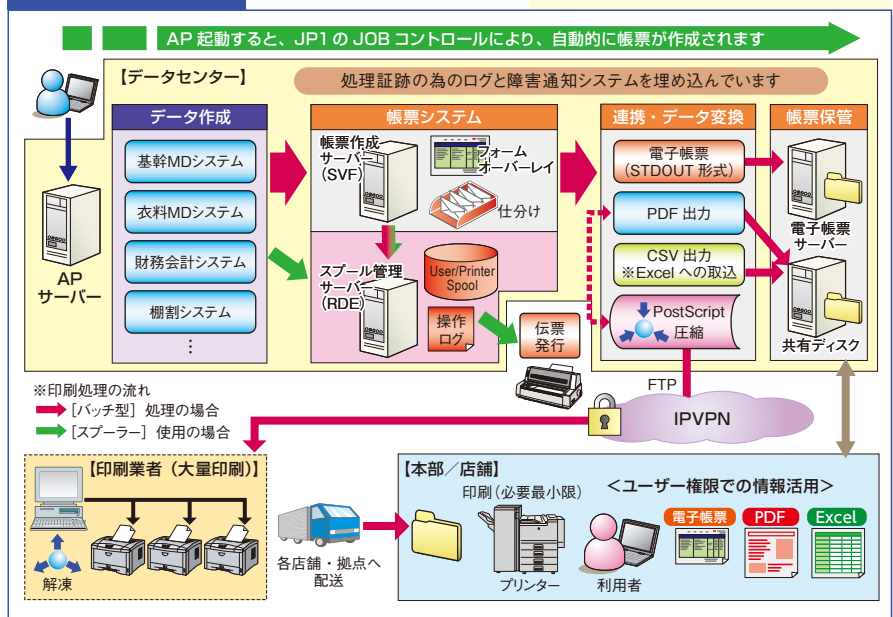 AP 起動すると、JP1 の JOB コントロールにより、自動的に帳票が作成されます
【データセンター】
処理証跡の為のログと障害通知システムを埋め込んでいます
データ作成
基幹MDシステム
衣料MDシステム
財務会計システム
棚割システム
⋮
AP
サーバー
帳票システム
帳票作成
サーバー
(SVF)
フォーム
オーバーレイ
仕分け
スプール管理
サーバー
(RDE)
User/Printer
Spool
操作
ログ
伝票
発行
連携・データ変換
電子帳票
(STDOUT 形式)
PDF 出力
CSV 出力
※Excel への取込
PostScript
圧縮
帳票保管
電子帳票
サーバー
共有ディスク
※印刷処理の流れ
[バッチ型] 処理の場合
[スプーラー] 使用の場合
FTP
IPVPN
【印刷業者（大量印刷）】
解凍
各店舗・拠点へ
配送
【本部／店舗】
印刷(必要最小限)
プリンター
＜ユーザー権限での情報活用＞
利用者
電子帳票
PDF
Excel